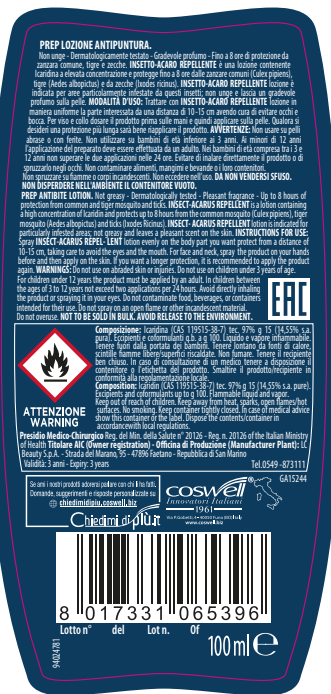 PREP LOZIONE ANTIPUNTURA.
Non unge - Dermatologicamente testato - Gradevole profumo - Fino a 8 ore di protezione da
zanzara comune, tigre e zecche. INSETTO-ACARO REPELLENTE è una lozione contenente
Icaridina a elevata concentrazione e protegge fino a 8 ore dalle zanzare comuni (Culex pipiens),
tigre (Aedes albopictus) e da zecche (Ixodes ricinus). INSETTO-ACARO REPELLENTE lozione è
indicata per aree particolarmente infestate da questi insetti; non unge e lascia un gradevole
profumo sulla pelle. MODALITÀ D'USO: Trattare con INSETTO-ACARO REPELLENTE lozione in
maniera uniforme la parte interessata da una distanza di 10-15 cm avendo cura di evitare occhi e
bocca. Per viso e collo dosare il prodotto prima sulle mani e quindi applicare sulla pelle. Qualora si
desideri una protezione più lunga sarà bene riapplicare il prodotto. AVVERTENZE: Non usare su pelli
abrase o con ferite. Non utilizzare su bambini di età inferiore ai 3 anni. Ai minori di 12 anni
l'applicazione del preparato deve essere effettuata da un adulto. Nei bambini di età compresa tra i 3 e
12 anni non superare le due applicazioni nelle 24 ore. Evitare di inalare direttamente il prodotto o di
spruzzarlo negli occhi. Non contaminare alimenti, mangimi e bevande o i loro contenitori.
Non spruzzare su fiamme o corpi incandescenti. Non eccedere nell'uso. DA NON VENDERSI SFUSO.
NON DISPERDERE NELL'AMBIENTE IL CONTENITORE VUOTO.
PREP ANTIBITE LOTION. Not greasy - Dermatologically tested - Pleasant fragrance - Up to 8 hours of
protection from common and tiger mosquito and ticks. INSECT-ACARUS REPELLENT is a lotion containing
a high concentration of Icaridin and protects up to 8 hours from the common mosquito (Culex pipiens), tiger
mosquito (Aedes albopictus) and ticks (Ixodes Ricinus). INSECT- ACARUS REPELLENT lotion is indicated for
particularly infested areas; not greasy and leaves a pleasant scent on the skin. INSTRUCTIONS FOR USE:
Spray INSECT-ACARUS REPEL-LENT lotion evenly on the body part you want protect from a distance of
10-15 cm, taking care to avoid the eyes and the mouth. For face and neck, spray the product on your hands
before and then apply on the skin. If you want a longer protection, it is recommended to apply the product
again. WARNINGS: Do not use on abraded skin or injuries. Do not use on children under 3 years of age.
For children under 12 years the product must be applied by an adult. In children between
the ages of 3 to 12 years not exceed two applications per 24 hours. Avoid directly inhaling
the product or spraying it in your eyes. Do not contaminate food, beverages, or containers
intended for their use. Do not spray on an open flame or other incandescent material.
Do not overuse. NOT TO BE SOLD IN BULK. AVOID RELEASE TO THE ENVIRONMENT.
EAC
Composizione: Icaridina (CAS 119515-38-7) tec. 97% g 15 (14,55% s.a.
pura). Eccipienti e coformulanti q.b. a g 100. Liquido e vapore infiammabile.
Tenere fuori dalla portata dei bambini. Tenere lontano da fonti di calore,
scintille fiamme libere/superfici riscaldate. Non fumare. Tenere il recipiente
ben chiuso. In caso di consultazione di un medico tenere a disposizione il
contenitore o l'etichetta del prodotto. Smaltire il prodotto/recipiente in
conformità alla regolamentazione locale.
Composition: Icaridin (CAS 119515-38-7) tec. 97% g 15 (14,55% s.a. pure).
Excipients and coformulants up to g 100. Flammable liquid and vapor.
Keep out of reach of children. Keep away from heat, sparks, open flames/hot
surfaces. No smoking. Keep container tightly closed. In case of medical advice
show this container or the label. Dispose the contents/container in
accordance with local regulations.
ATTENZIONE
WARNING
Presidio Medico-Chirurgico Reg. del Min. della Salute n° 20126 - Reg. n. 20126 of the Italian Ministry
of Health Titolare AIC (Owner registration) - Officina di Produzione (Manufacturer Plant): LC
Beauty S.p.A. - Strada del Marano, 95 - 47896 Faetano - Repubblica di San Marino
Validità: 3 anni - Expiry: 3 years Tel.0549 -873111
Se ami i nostri prodotti adorerai parlare con chi li ha fatti.
Domande, suggerimenti e risposte personalizzate su
chiedimidipiu.coswell.biz
Chiedimi di più.it
coswell
Innovatori Italiani
1961
Via P.Gobetti,4 • 40050 Funo (BO) Italy
www.coswell.biz
GA15244
8 017331 065396
Lotto n° del Lot n. Of
100 ml e
94024781